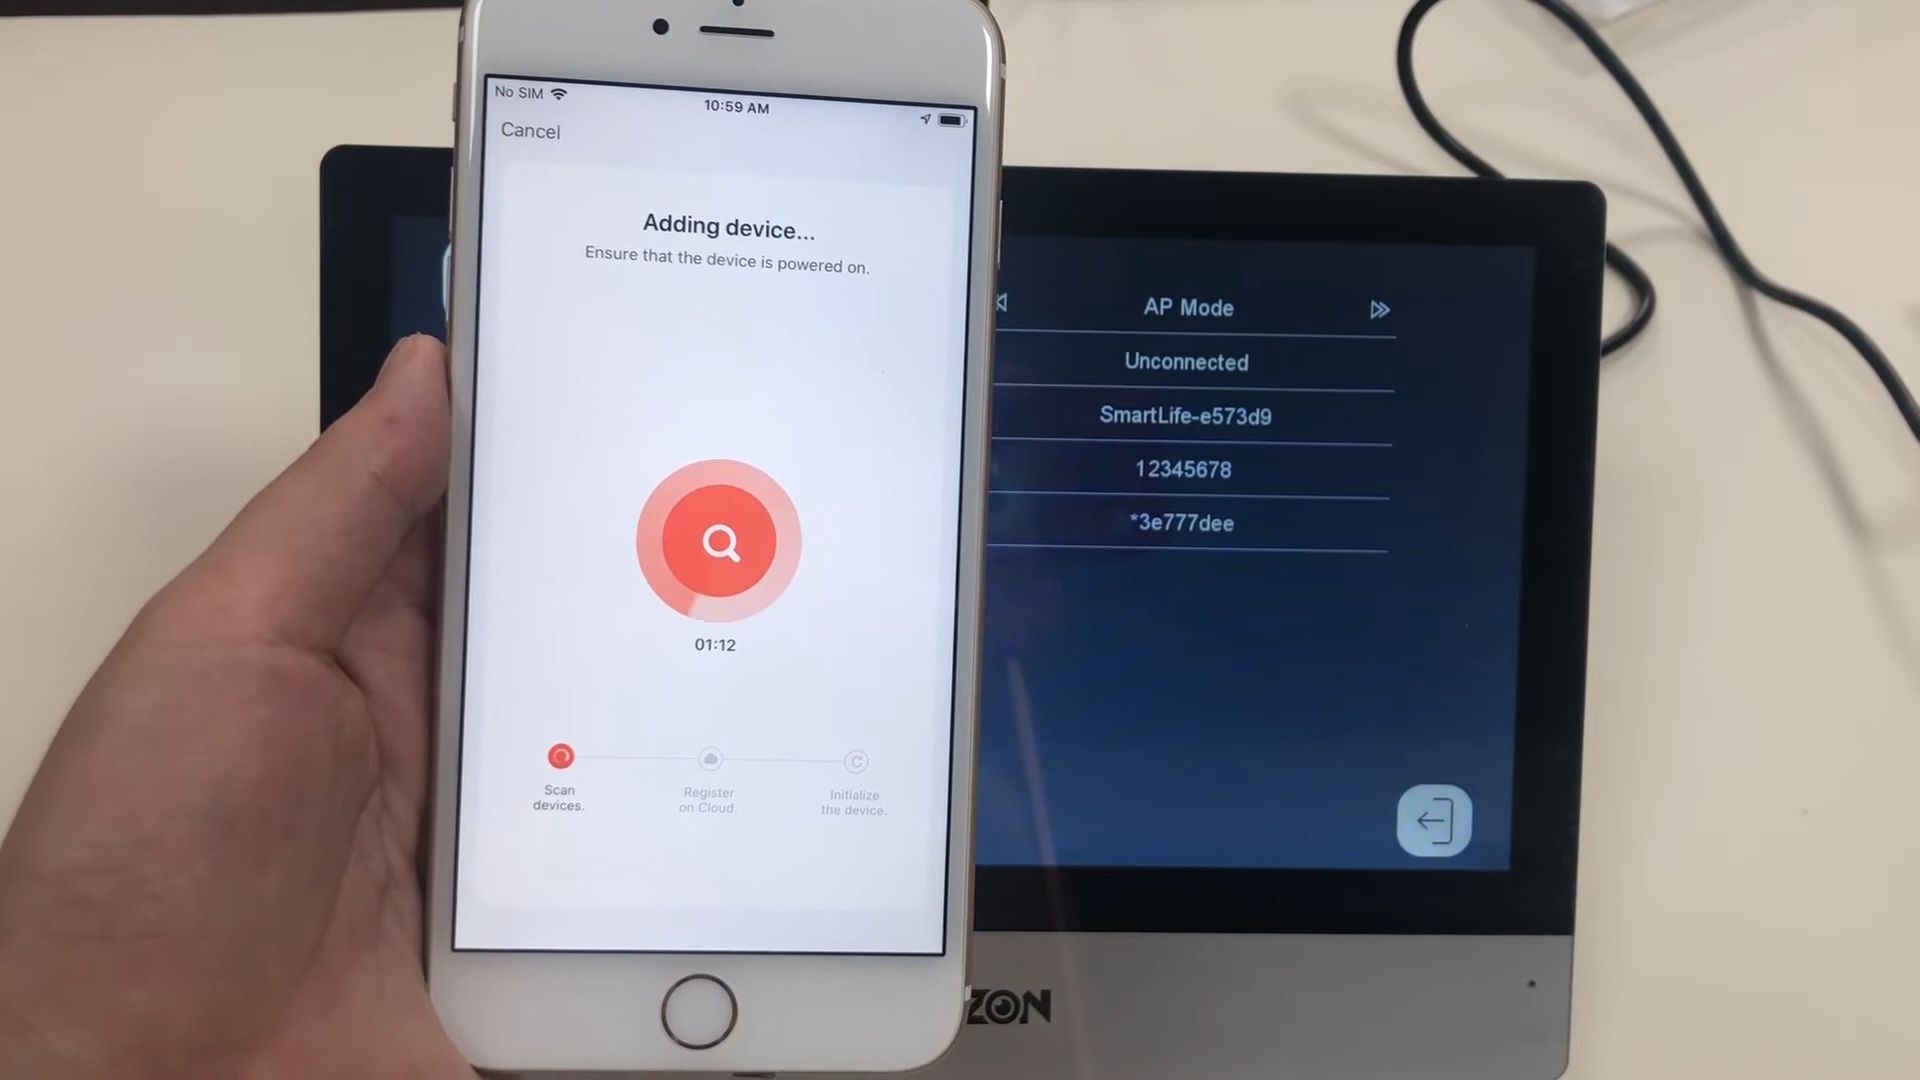 No SIM
10:59 AM
Cancel
Adding device...
Ensure that the device is powered on.
01:12
Scan
devices.
Register
on Cloud.
Initialize
the device.
AP Mode
Unconnected
SmartLife-e573d9
12345678
*3e777dee
ZON